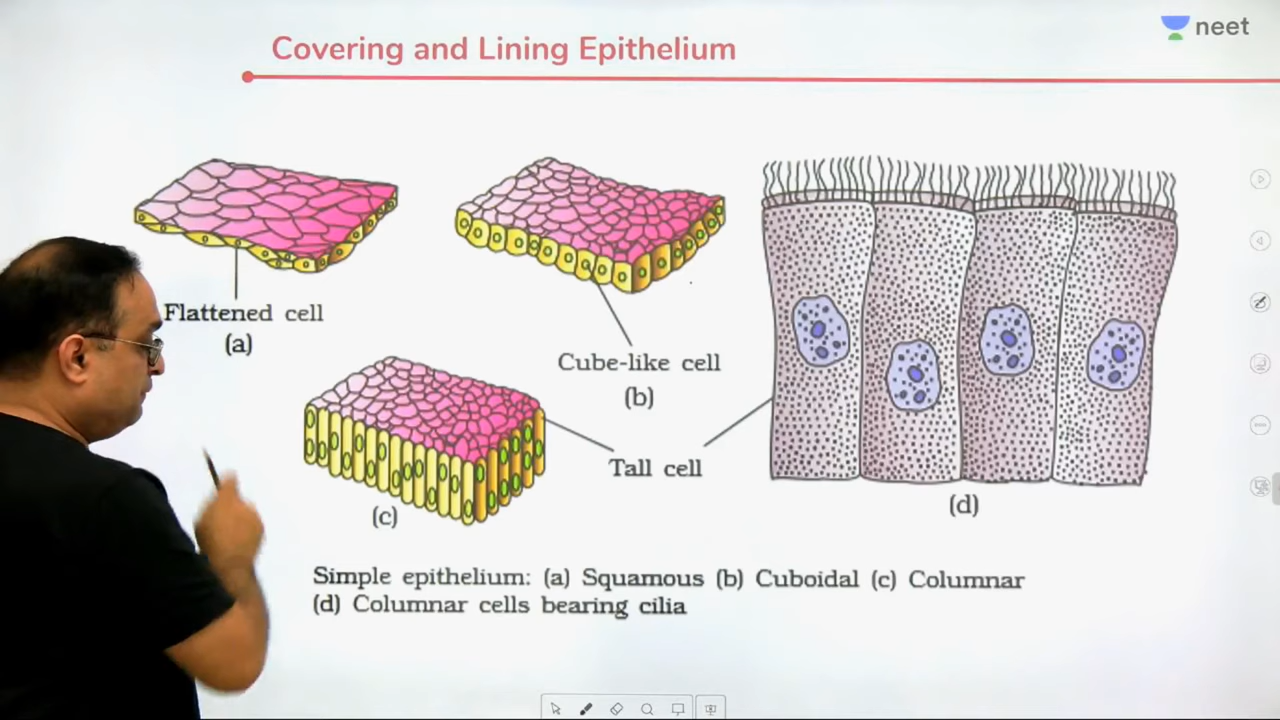 Covering and Lining Epithelium
neet
Flattened cell
(a)
Cube-like cell
(b)
Tall cell
(c)
(d)
Simple epithelium: (a) Squamous (b) Cuboidal (c) Columnar
(d) Columnar cells bearing cilia